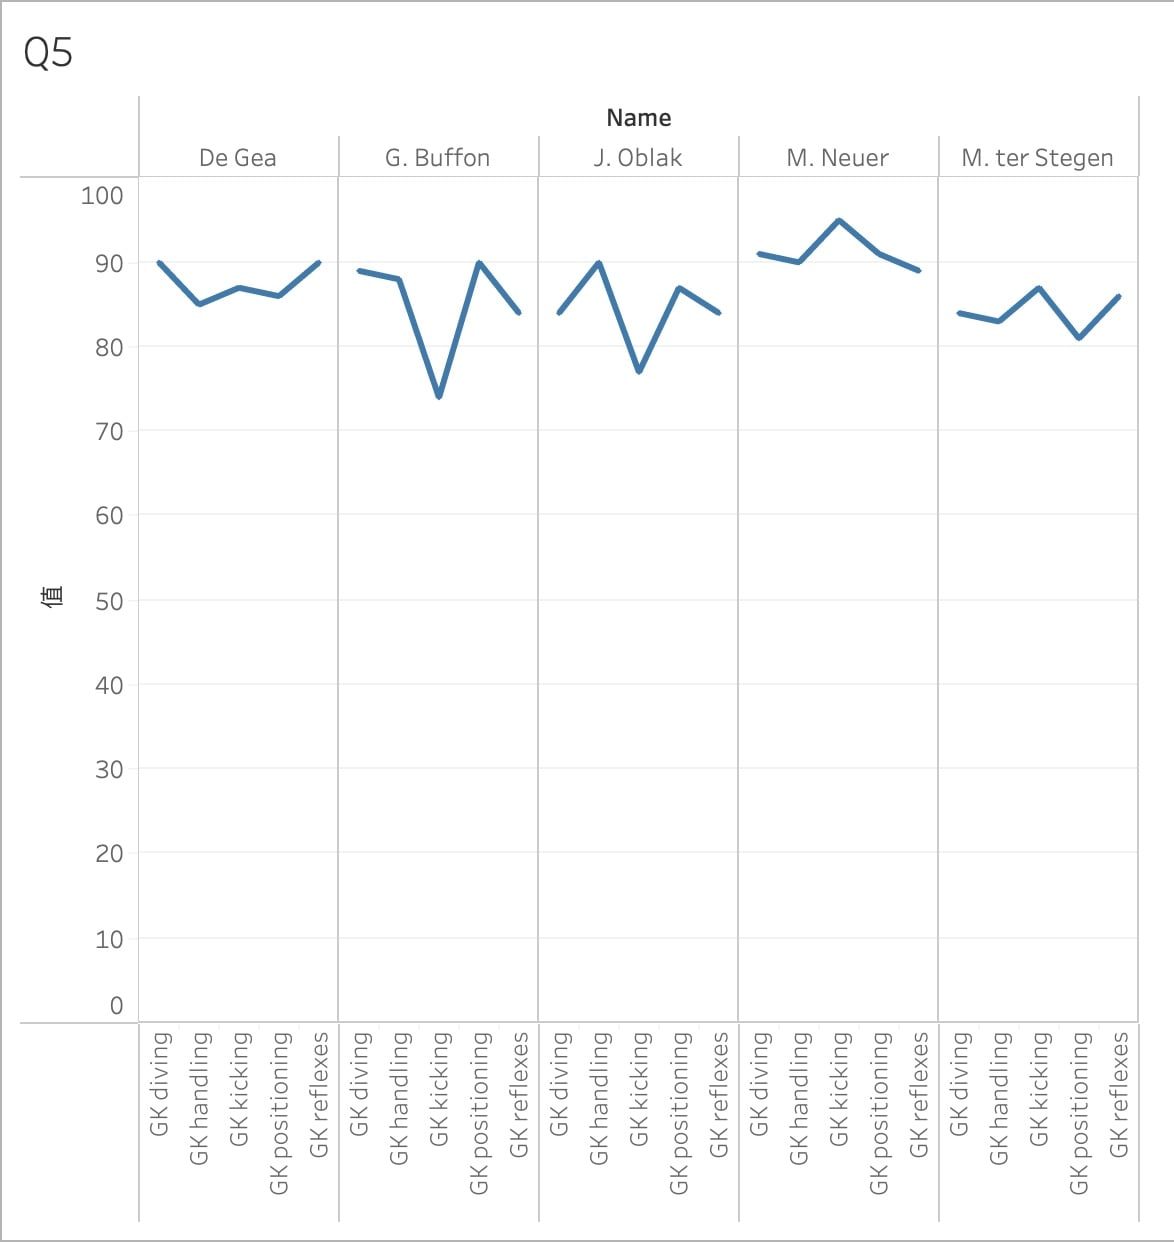 Q5
Name
De Gea G. Buffon J. Oblak M. Neuer M. ter Stegen
100
90
80
70
60
50
40
30
20
10
0
值
GK diving GK handling GK kicking GK positioning GK reflexes GK diving GK handling GK kicking GK positioning GK reflexes GK diving GK handling GK kicking GK positioning GK reflexes GK diving GK handling GK kicking GK positioning GK reflexes GK diving GK handling GK kicking GK positioning GK reflexes